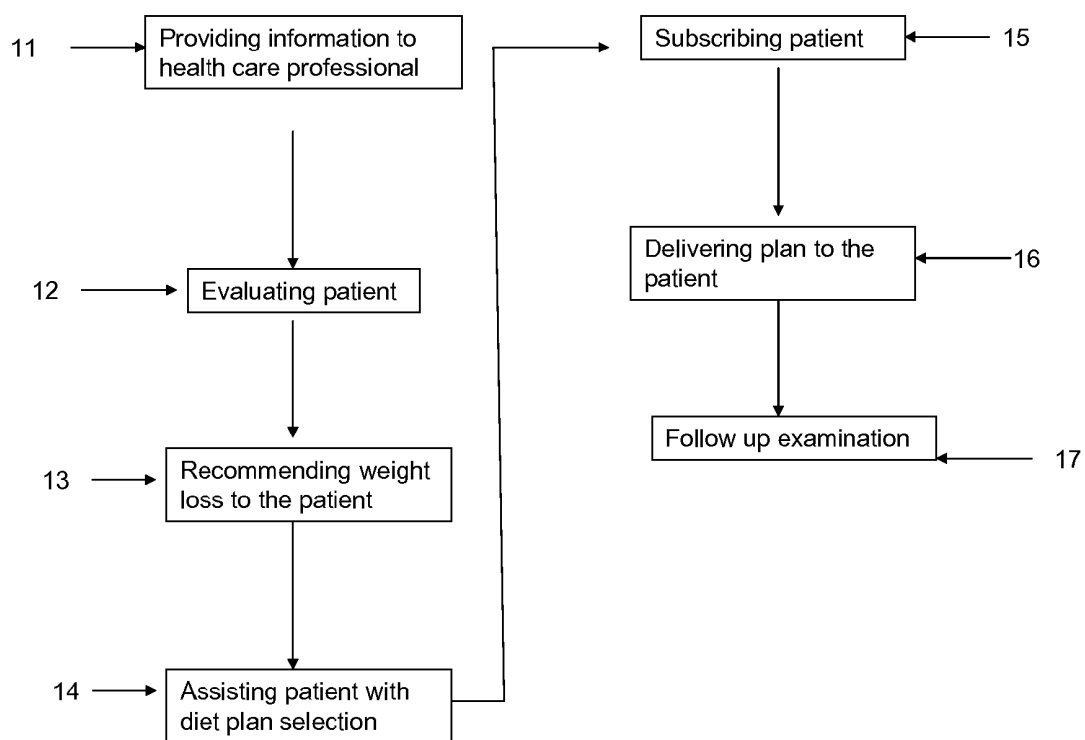 11
Providing information to
health care professional
12
Evaluating patient
13
Recommending weight
loss to the patient
14
Assisting patient with
diet plan selection
Subscribing patient
15
Delivering plan to the
patient
16
Follow up examination
17